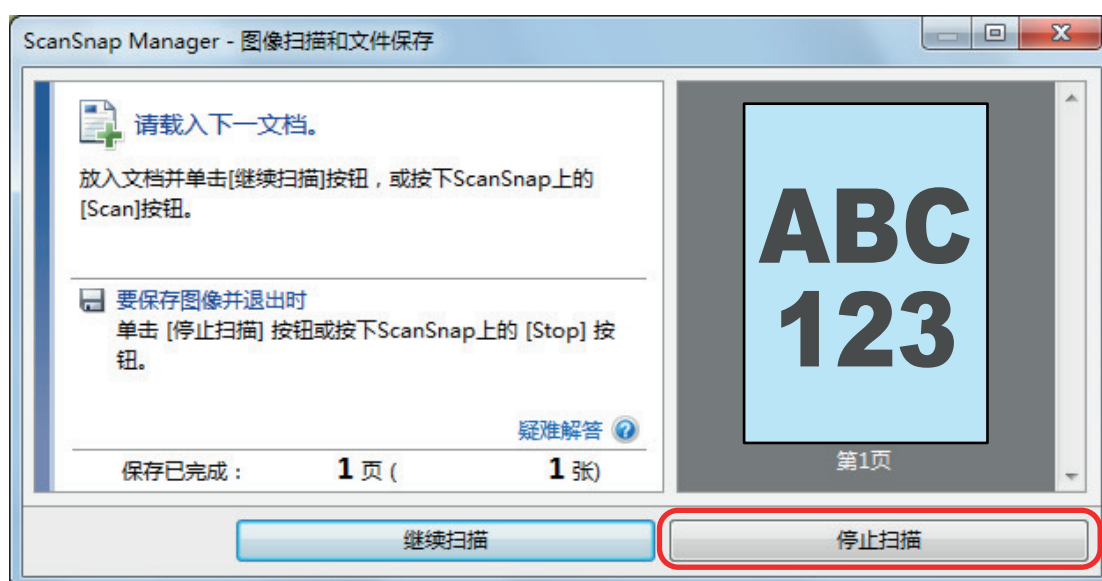 ScanSnap Manager - 图像扫描和文件保存
请载入下一文档。
放入文档并单击[继续扫描]按钮，或按下ScanSnap上的
[Scan]按钮。
要保存图像并退出时
单击 [停止扫描] 按钮或按下ScanSnap上的 [Stop] 按
钮。
疑难解答
保存已完成： 1 页 ( 1 张)
ABC
123
第1页
继续扫描
停止扫描